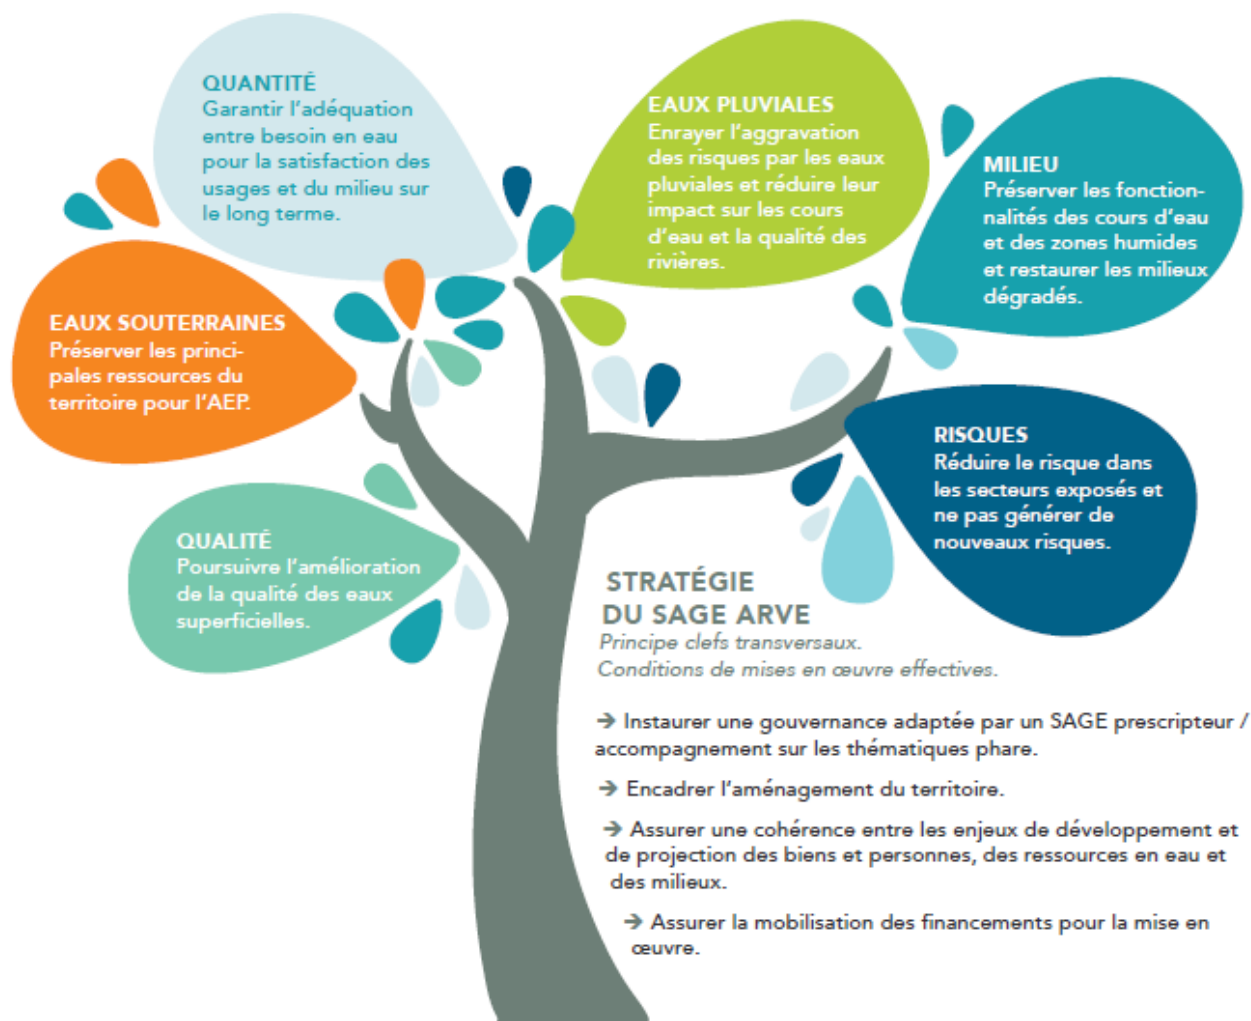 QUANTITÉ
Garantir l'adéquation
entre besoin en eau
pour la satisfaction des
usages et du milieu sur
le long terme.
EAUX PLUVIALES
Enrayer l'aggravation
des risques par les eaux
pluviales et réduire leur
impact sur les cours
d'eau et la qualité des
rivières.
MILIEU
Préserver les fonction-
nalités des cours d'eau
et des zones humides
et restaurer les milieux
dégradés.
EAUX SOUTERRAINES
Préserver les princi-
pales ressources du
territoire pour l'AEP.
RISQUES
Réduire le risque dans
les secteurs exposés et
ne pas générer de
nouveaux risques.
QUALITÉ
Poursuivre l'amélioration
de la qualité des eaux
superficielles.
STRATÉGIE
DU SAGE ARVE
Principe clefs transversaux.
Conditions de mises en œuvre effectives.
→ Instaurer une gouvernance adaptée par un SAGE prescripteur /
accompagnement sur les thématiques phare.
→ Encadrer l'aménagement du territoire.
→ Assurer une cohérence entre les enjeux de développement et
de projection des biens et personnes, des ressources en eau et
des milieux.
→ Assurer la mobilisation des financements pour la mise en
œuvre.